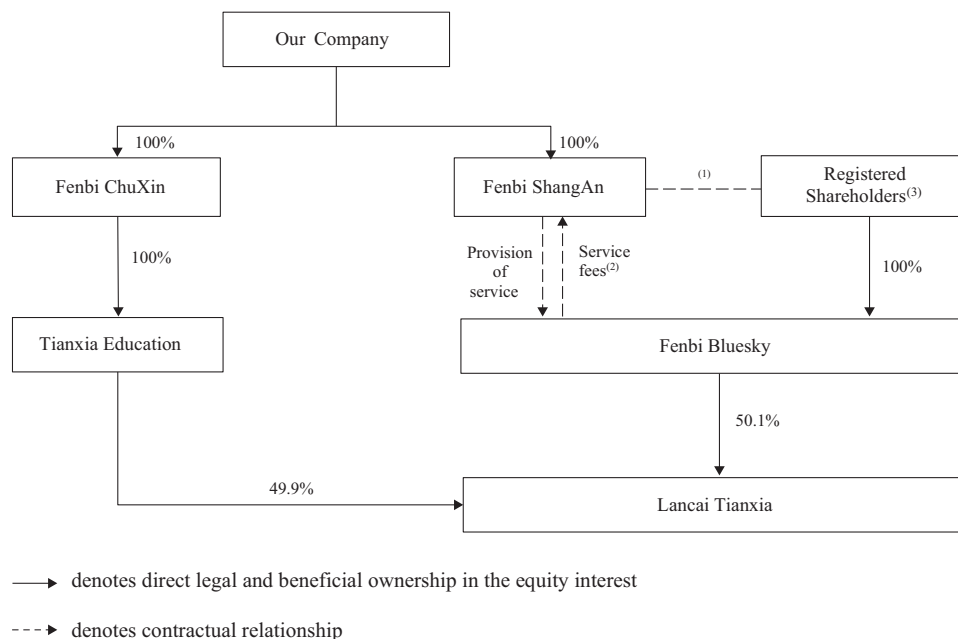 Our Company
100%
100%
Fenbi ChuXin
Fenbi ShangAn
(1)
Registered
Shareholders(3)
100%
Provision
of
service
Service
fees(2)
100%
Tianxia Education
Fenbi Bluesky
50.1%
49.9%
Lancai Tianxia
denotes direct legal and beneficial ownership in the equity interest
denotes contractual relationship